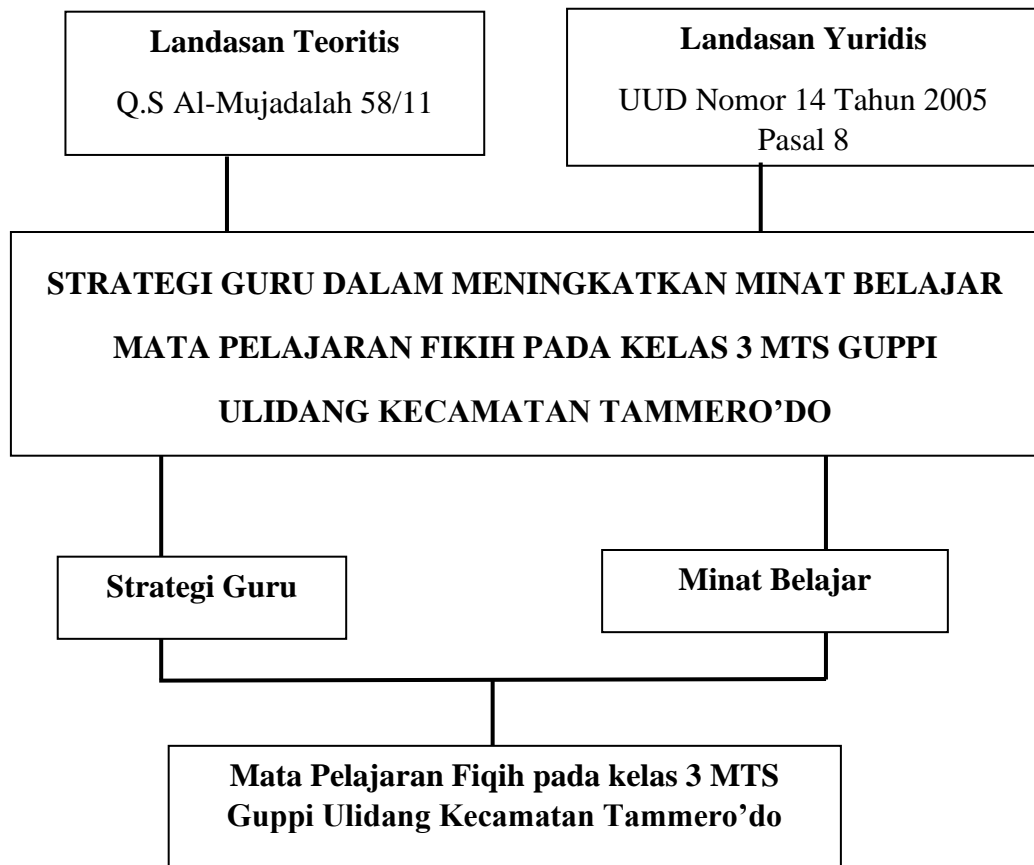 Landasan Teoritis
Q.S Al-Mujadalah 58/11
Landasan Yuridis
UUD Nomor 14 Tahun 2005
Pasal 8
STRATEGI GURU DALAM MENINGKATKAN MINAT BELAJAR
MATA PELAJARAN FIKIH PADA KELAS 3 MTS GUPPI
ULIDANG KECAMATAN TAMMERO’DO
Strategi Guru
Minat Belajar
Mata Pelajaran Fiqih pada kelas 3 MTS
Guppi Ulidang Kecamatan Tammero’do